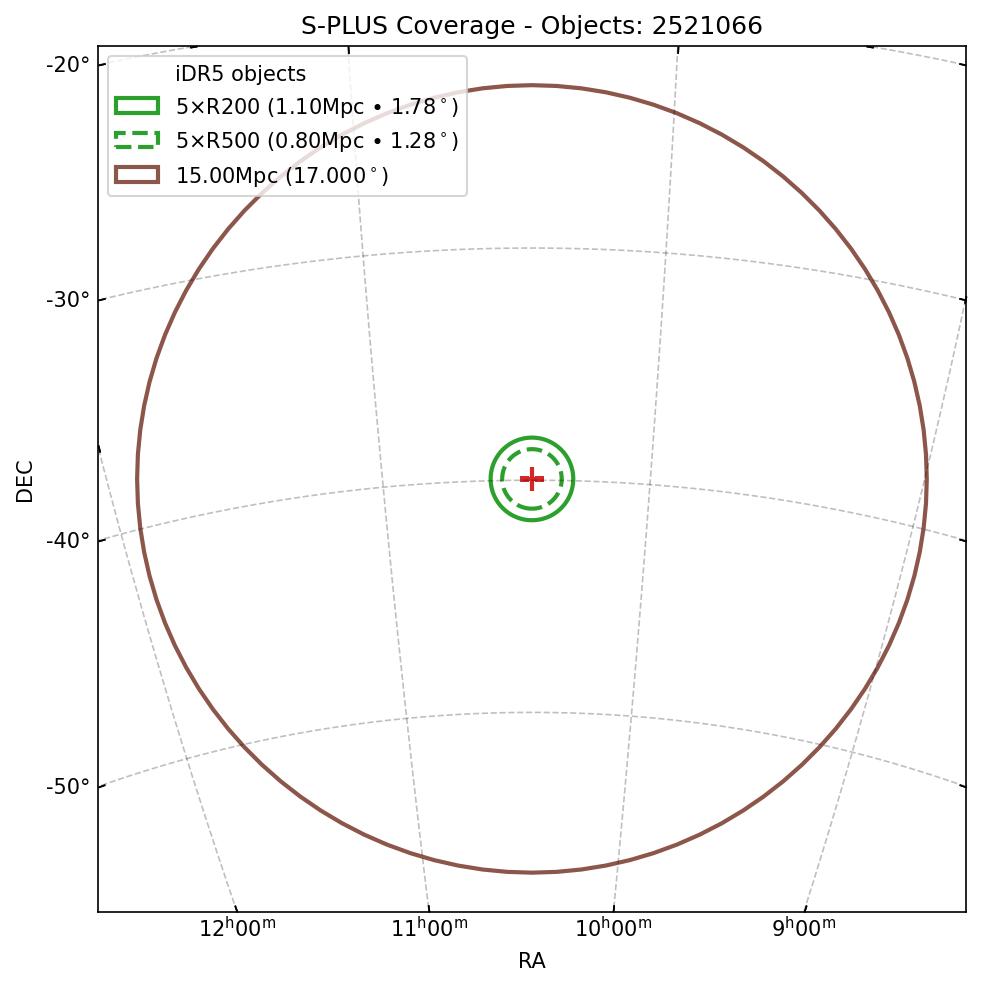 S-PLUS Coverage - Objects: 2521066
iDR5 objects
5×R200 (1.10Mpc • 1.78°)
5×R500 (0.80Mpc • 1.28°)
15.00Mpc (17.000°)
-20°
-30°
-40°
-50°
DEC
12ʰ00ᵐ 11ʰ00ᵐ 10ʰ00ᵐ 9ʰ00ᵐ
RA